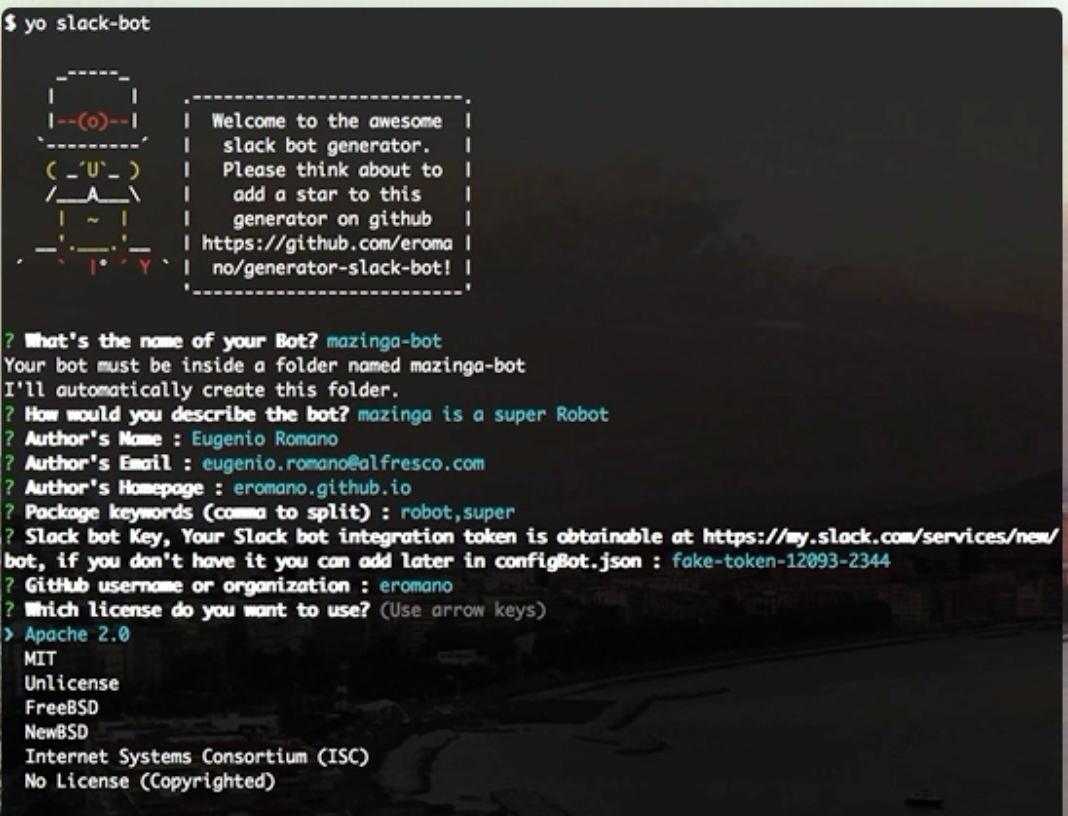 $ yo slack-bot
     _-----_
    |       |
    |--(o)--|
   `---------´
    ( _´U`_ )
    /___A___\
     |  ~  |
   __'.___.'__
 ´   `  |° ´ Y `
.--------------------------.
|  Welcome to the awesome  |
|   slack bot generator.   |
|   Please think about to  |
|    add a star to this    |
|    generator on github   |
| https://github.com/eroma |
|  no/generator-slack-bot! |
'--------------------------'
? What's the name of your Bot? mazinga-bot
Your bot must be inside a folder named mazinga-bot
I'll automatically create this folder.
? How would you describe the bot? mazinga is a super Robot
? Author's Name : Eugenio Romano
? Author's Email : eugenio.romano@alfresco.com
? Author's Homepage : eromano.github.io
? Package keywords (comma to split) : robot,super
? Slack bot Key, Your Slack bot integration token is obtainable at https://my.slack.com/services/new/
bot, if you don't have it you can add later in configBot.json : fake-token-12093-2344
? GitHub username or organization : eromano
? Which license do you want to use? (Use arrow keys)
❯ Apache 2.0
  MIT
  Unlicense
  FreeBSD
  NewBSD
  Internet Systems Consortium (ISC)
  No License (Copyrighted)